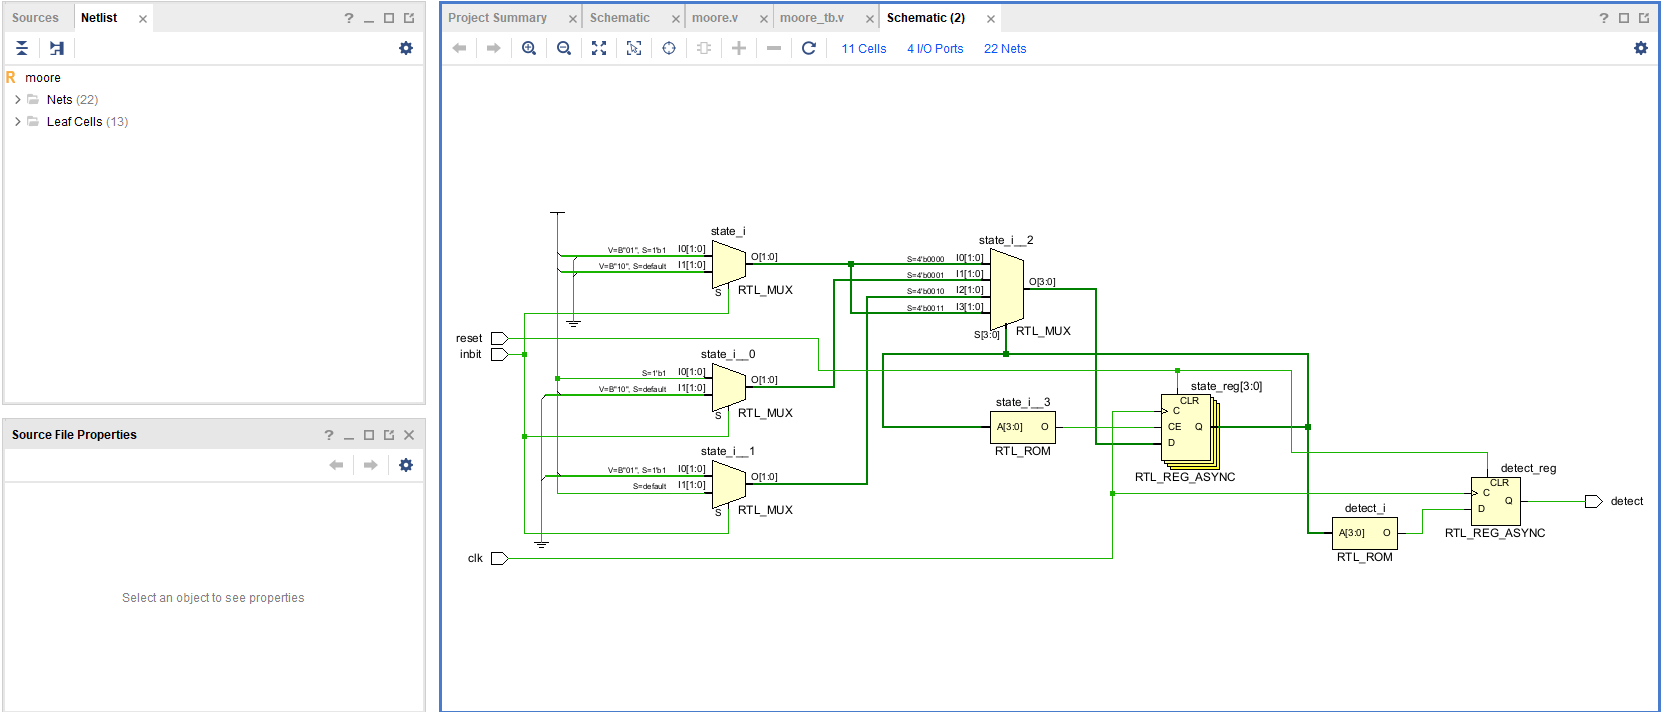 Sources
Netlist
R moore
Nets (22)
Leaf Cells (13)
Source File Properties
Select an object to see properties
Project Summary
Schematic
moore.v
moore_tb.v
Schematic (2)
11 Cells
4 I/O Ports
22 Nets
state_i
V=B"01", S=1'b1 I0[1:0]
V=B"10", S=default I1[1:0]
O[1:0]
S
RTL_MUX
state_i__2
S=4'b0000 I0[1:0]
S=4'b0001 I1[1:0]
S=4'b0010 I2[1:0]
S=4'b0011 I3[1:0]
O[3:0]
S[3:0]
RTL_MUX
reset
inbit
state_i__0
S=1'b1 I0[1:0]
V=B"10", S=default I1[1:0]
O[1:0]
S
RTL_MUX
state_i__3
A[3:0] O
RTL_ROM
state_reg[3:0]
CLR
C
CE Q
D
RTL_REG_ASYNC
state_i__1
V=B"01", S=1'b1 I0[1:0]
S=default I1[1:0]
O[1:0]
S
RTL_MUX
detect_reg
CLR
C
Q
D
RTL_REG_ASYNC
detect
detect_i
A[3:0] O
RTL_ROM
clk